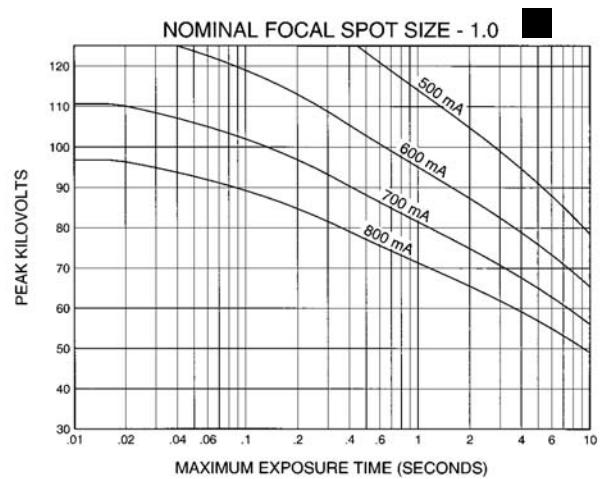 NOMINAL FOCAL SPOT SIZE - 1.0
120
110
100
90
80
70
60
50
40
30
PEAK KILOVOLTS
500 mA
600 mA
700 mA
800 mA
.01 .02 .04 .06 .1 .2 .4 .6 1 2 4 6 10
MAXIMUM EXPOSURE TIME (SECONDS)